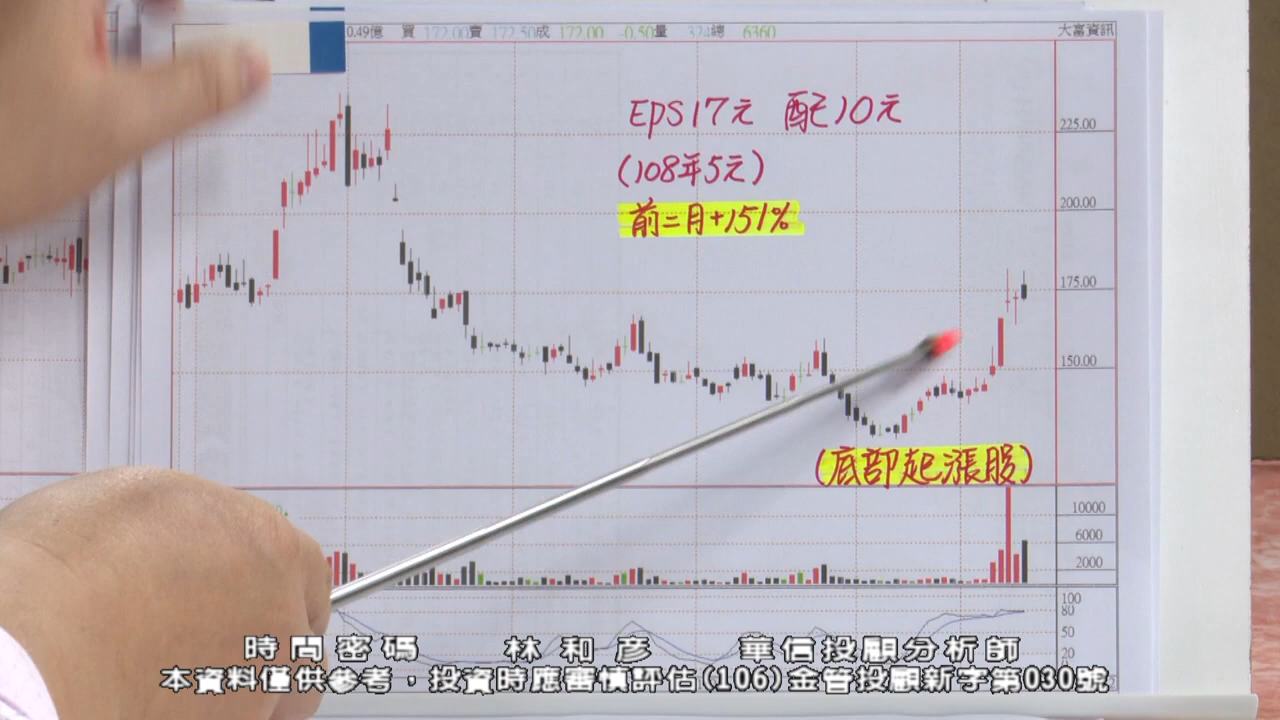 0.49億 買 172.00賣 172.50成 172.00 -0.50量 324總 6360 大富資訊
EPS17元 配10元
(108年5元)
前二月+151%
225.00
200.00
175.00
150.00
(底部起漲股)
10000
6000
2000
100
80
50
20
時間密碼 林和彥 華信投顧分析師
本資料僅供參考，投資時應審慎評估(106)金管投顧新字第030號